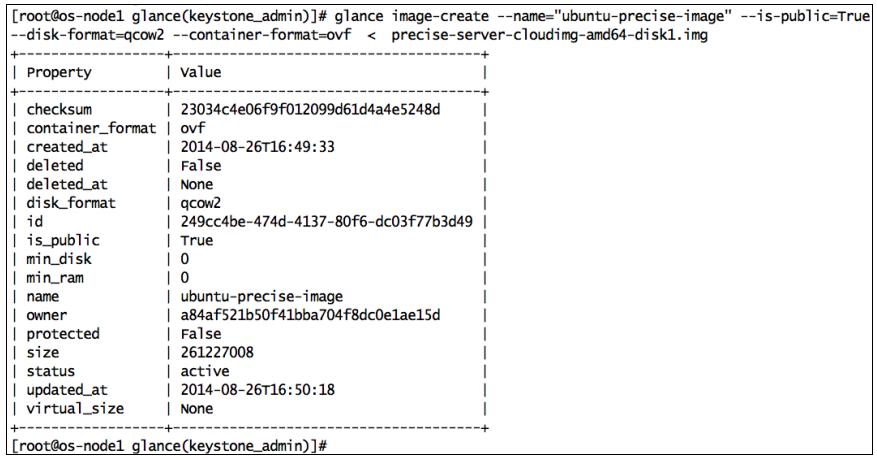 [root@os-node1 glance(keystone_admin)]# glance image-create --name="ubuntu-precise-image" --is-public=True
--disk-format=qcow2 --container-format=ovf  <  precise-server-cloudimg-amd64-disk1.img
+------------------+--------------------------------------+
| Property         | Value                                |
+------------------+--------------------------------------+
| checksum         | 23034c4e06f9f012099d61d4a4e5248d     |
| container_format | ovf                                  |
| created_at       | 2014-08-26T16:49:33                  |
| deleted          | False                                |
| deleted_at       | None                                 |
| disk_format      | qcow2                                |
| id               | 249cc4be-474d-4137-80f6-dc03f77b3d49 |
| is_public        | True                                 |
| min_disk         | 0                                    |
| min_ram          | 0                                    |
| name             | ubuntu-precise-image                 |
| owner            | a84af521b50f41bba704f8dc0e1ae15d     |
| protected        | False                                |
| size             | 261227008                            |
| status           | active                               |
| updated_at       | 2014-08-26T16:50:18                  |
| virtual_size     | None                                 |
+------------------+--------------------------------------+
[root@os-node1 glance(keystone_admin)]#